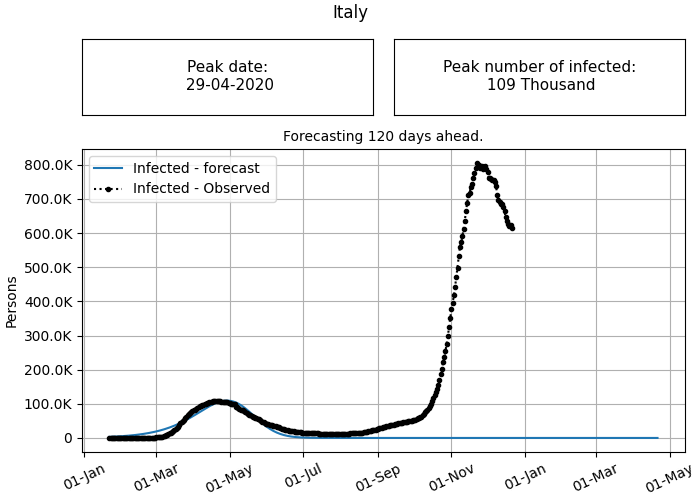 Italy
Peak date:
29-04-2020
Peak number of infected:
109 Thousand
Forecasting 120 days ahead.
Infected - forecast
Infected - Observed
800.0K
700.0K
600.0K
500.0K
400.0K
300.0K
200.0K
100.0K
0
Persons
01-Jan
01-Mar
01-May
01-Jul
01-Sep
01-Nov
01-Jan
01-Mar
01-May